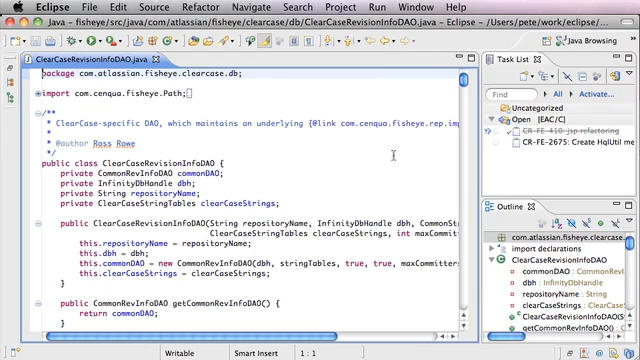 Eclipse File Edit Refactor Navigate Search Project Run Window Help
java/fisheye/src/java/com/atlassian/fisheye/clearcase/db/ClearCaseRevisionInfoDAO.java - Eclipse - /Users/pete/work/eclipse/
Java Browsing
ClearCaseRevisionInfoDAO.java
package com.atlassian.fisheye.clearcase.db;
import com.cenqua.fisheye.Path;
/**
* ClearCase-specific DAO, which maintains an underlying {@link com.cenqua.fisheye.rep.imp
*
* @author Ross Rowe
*/
public class ClearCaseRevisionInfoDAO {
private CommonRevInfoDAO commonDAO;
private InfinityDbHandle dbh;
private String repositoryName;
private ClearCaseStringTables clearCaseStrings;
public ClearCaseRevisionInfoDAO(String repositoryName, InfinityDbHandle dbh, CommonStr
ClearCaseStringTables clearCaseStrings, int maxCommit
this.repositoryName = repositoryName;
this.dbh = dbh;
this.commonDAO = new CommonRevInfoDAO(dbh, stringTables, true, true, maxCommitters
this.clearCaseStrings = clearCaseStrings;
}
public CommonRevInfoDAO getCommonRevInfoDAO() {
return commonDAO;
}
Task List
Find
All
Activate...
Uncategorized
Open [EAC/C]
CR-FE-410: jsp refactoring
CR-FE-2675: Create HqlUtil me
Outline
com.atlassian.fisheye.clearcase.
import declarations
ClearCaseRevisionInfoDAO
commonDAO : CommonRevInf
dbh : InfinityDbHandle
repositoryName : String
clearCaseStrings : ClearCaseS
ClearCaseRevisionInfoDAO(St
getCommonRevInfoDAO() : C
Writable
Smart Insert
1 : 1